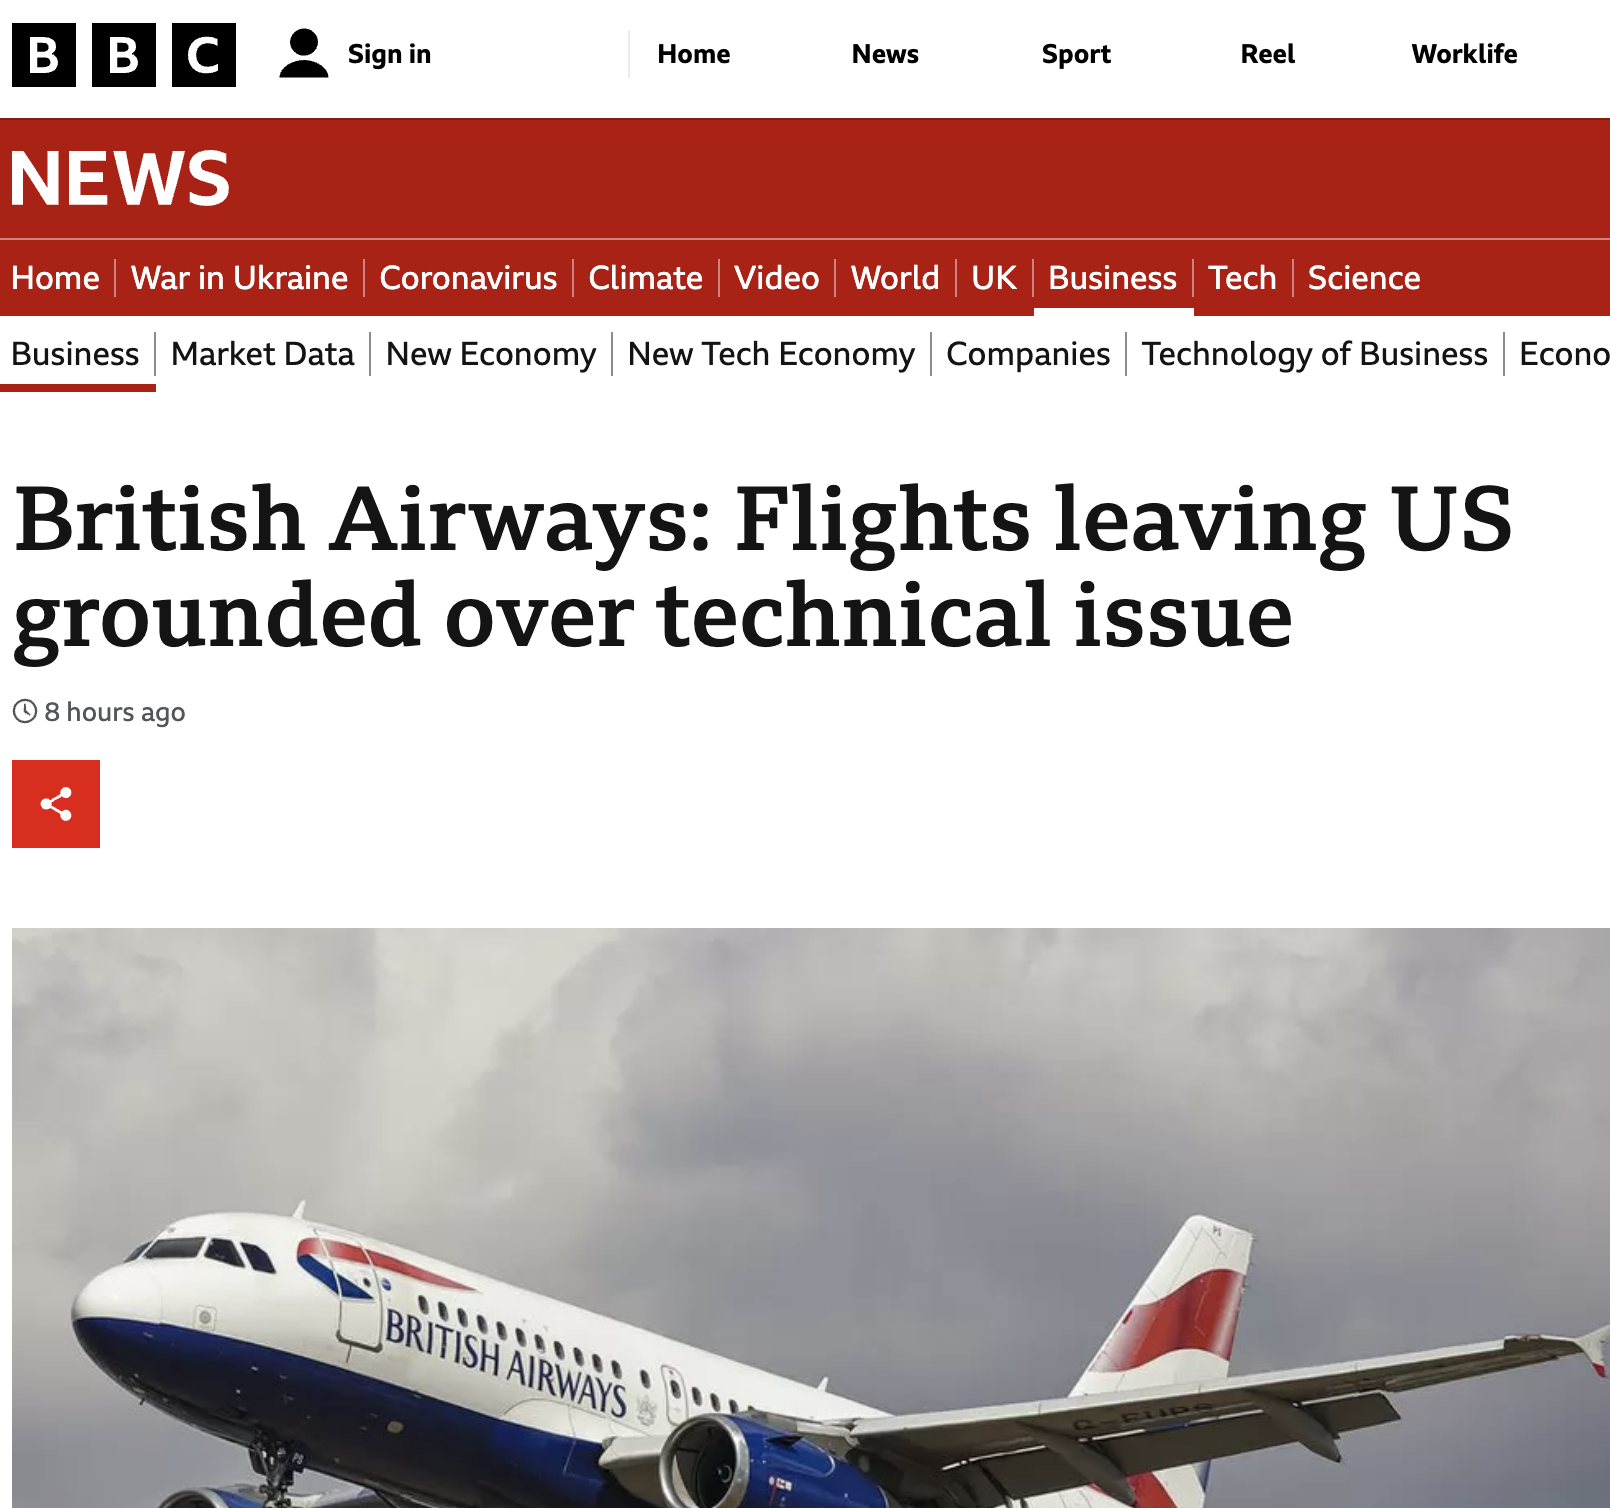 BBC Sign in Home News Sport Reel Worklife
NEWS
Home War in Ukraine Coronavirus Climate Video World UK Business Tech Science
Business Market Data New Economy New Tech Economy Companies Technology of Business Econo
British Airways: Flights leaving US
grounded over technical issue
8 hours ago
BRITISH AIRWAYS